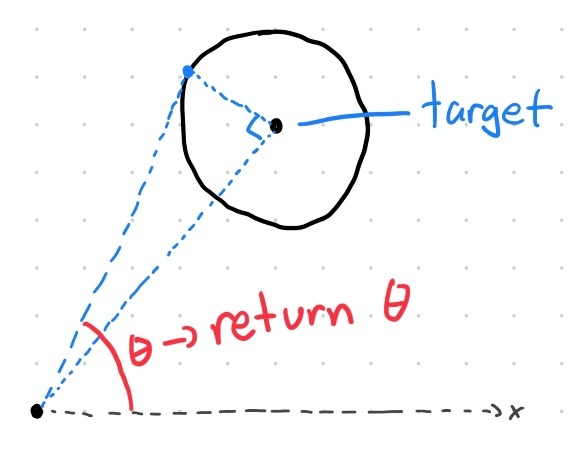 target
θ → return θ
x